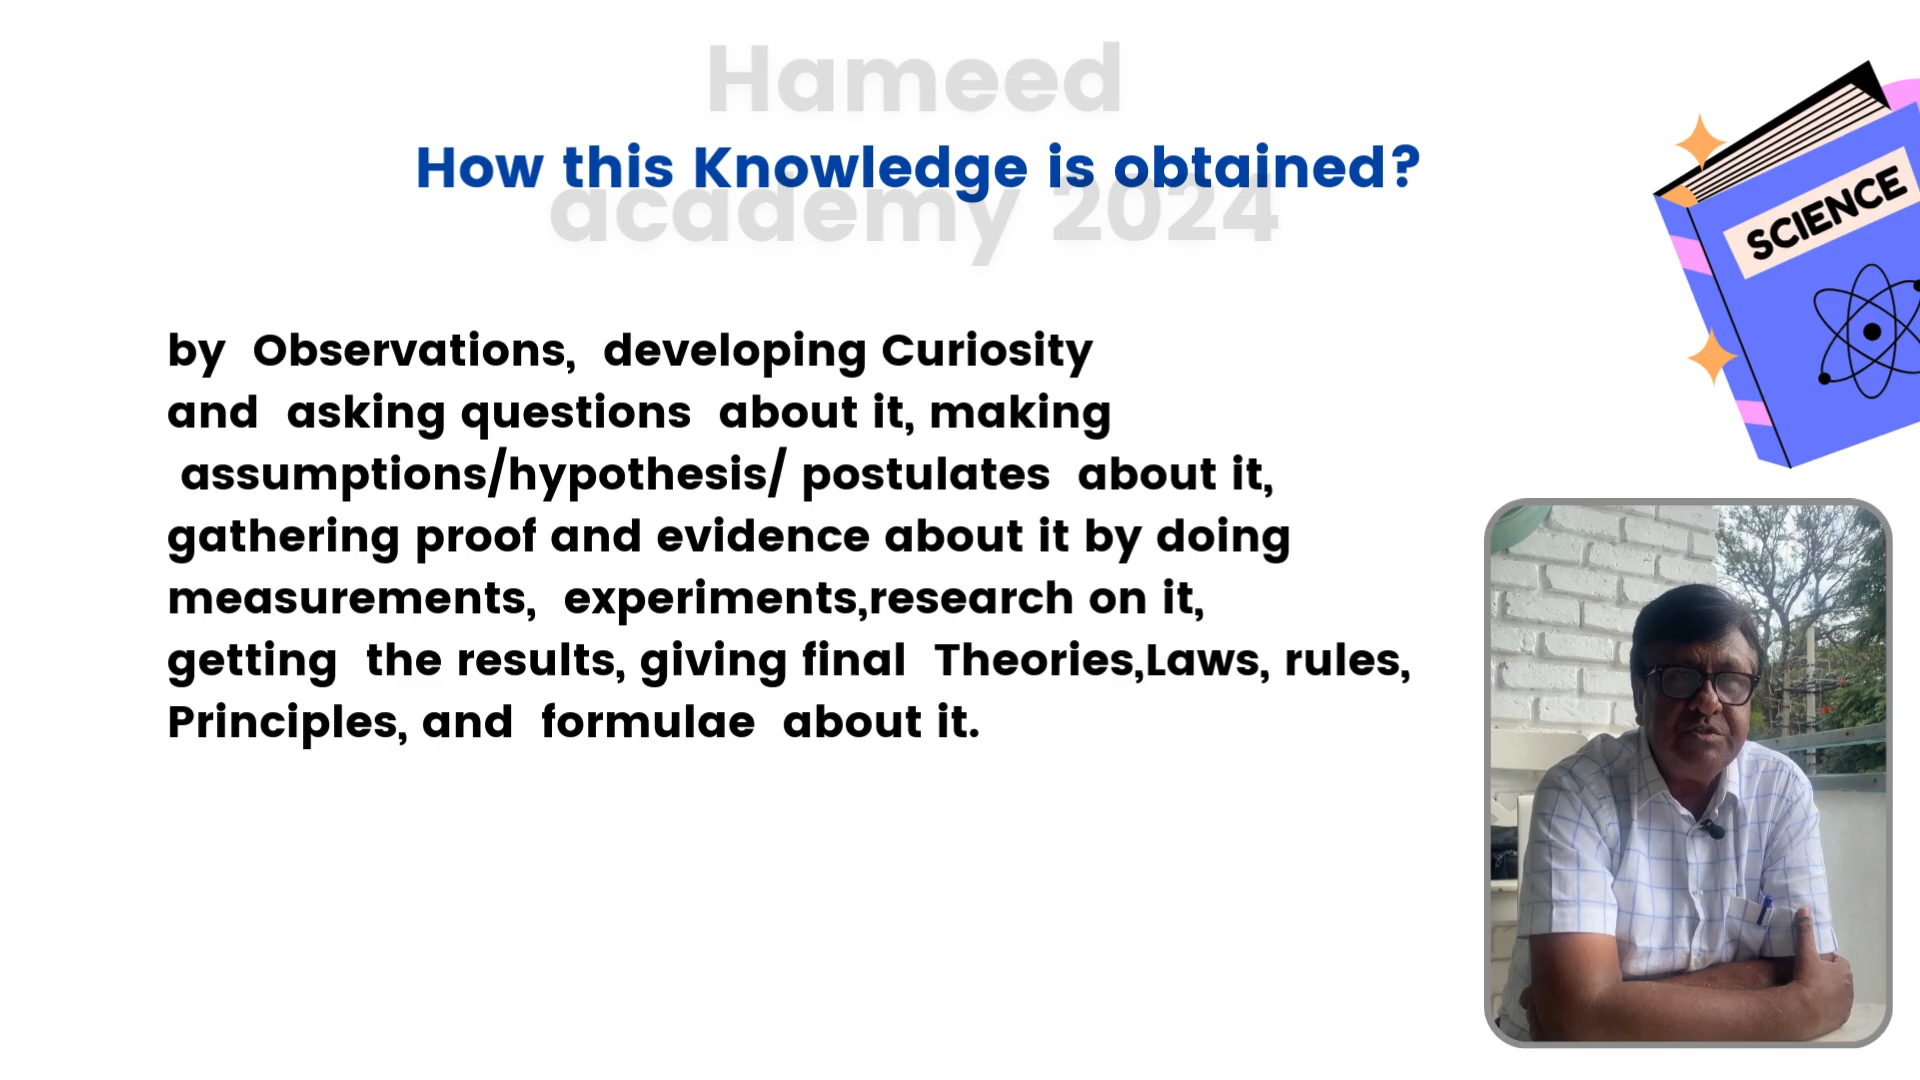 Hameed
How this Knowledge is obtained?
academy 2024
SCIENCE
by Observations, developing Curiosity
and asking questions about it, making
assumptions/hypothesis/ postulates about it,
gathering proof and evidence about it by doing
measurements, experiments,research on it,
getting the results, giving final Theories,Laws, rules,
Principles, and formulae about it.